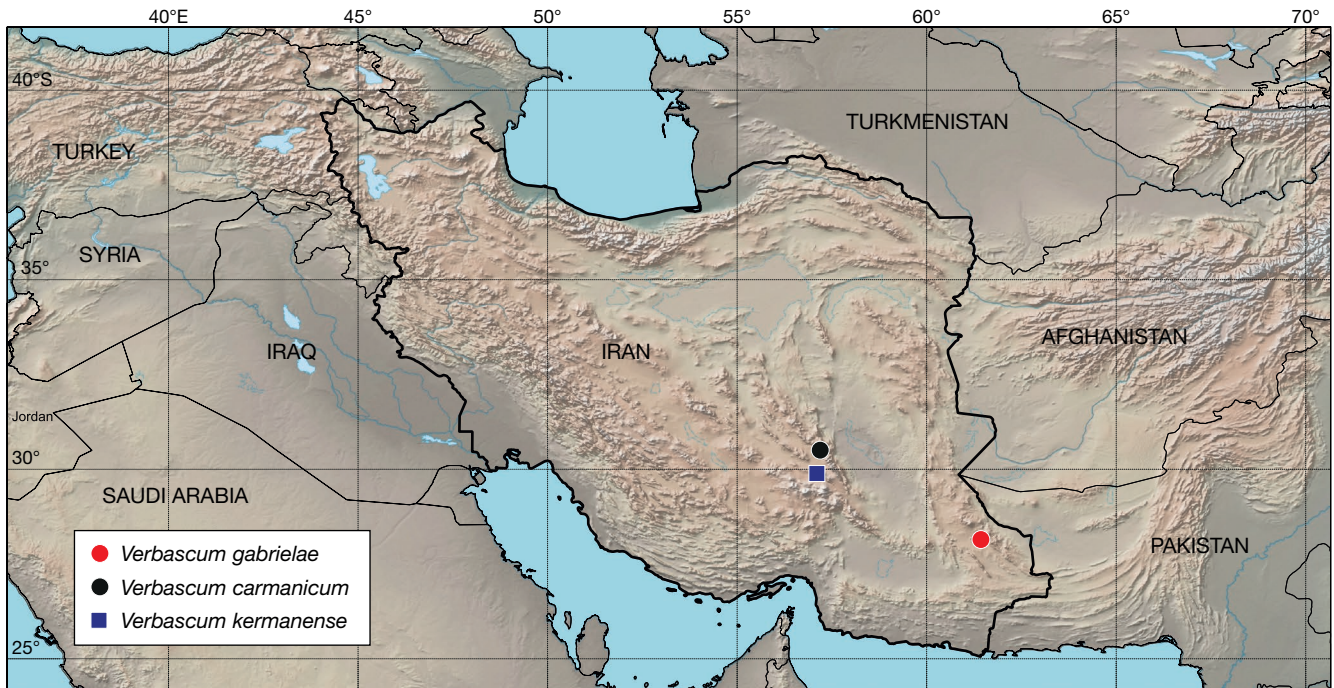 40°E 45° 50° 55° 60° 65° 70°
40°S
TURKMENISTAN
TURKEY
SYRIA
35°
AFGHANISTAN
IRAQ
IRAN
Jordan
30°
SAUDI ARABIA
PAKISTAN
Verbascum gabrielae
Verbascum carmanicum
Verbascum kermanense
25°